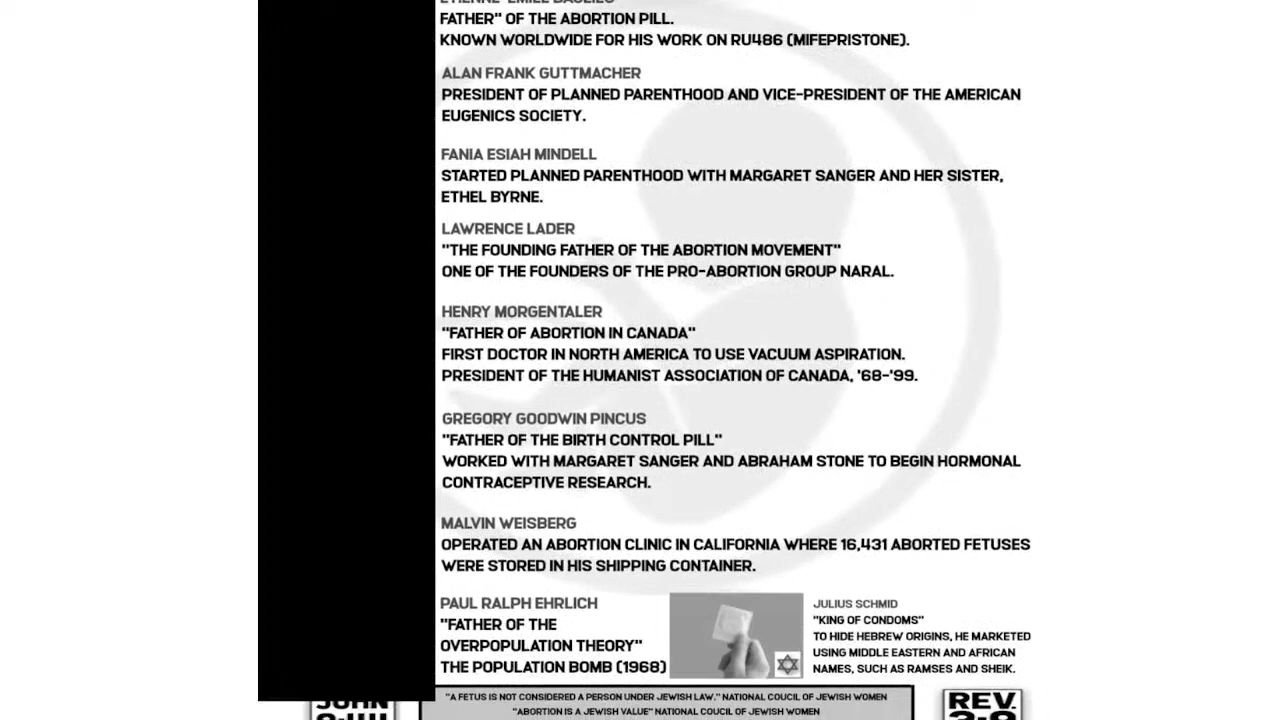 FATHER" OF THE ABORTION PILL.
KNOWN WORLDWIDE FOR HIS WORK ON RU486 (MIFEPRISTONE).
ALAN FRANK GUTTMACHER
PRESIDENT OF PLANNED PARENTHOOD AND VICE-PRESIDENT OF THE AMERICAN
EUGENICS SOCIETY.
FANIA ESIAH MINDELL
STARTED PLANNED PARENTHOOD WITH MARGARET SANGER AND HER SISTER,
ETHEL BYRNE.
LAWRENCE LADER
"THE FOUNDING FATHER OF THE ABORTION MOVEMENT"
ONE OF THE FOUNDERS OF THE PRO-ABORTION GROUP NARAL.
HENRY MORGENTALER
"FATHER OF ABORTION IN CANADA"
FIRST DOCTOR IN NORTH AMERICA TO USE VACUUM ASPIRATION.
PRESIDENT OF THE HUMANIST ASSOCIATION OF CANADA, '68-'99.
GREGORY GOODWIN PINCUS
"FATHER OF THE BIRTH CONTROL PILL"
WORKED WITH MARGARET SANGER AND ABRAHAM STONE TO BEGIN HORMONAL
CONTRACEPTIVE RESEARCH.
MALVIN WEISBERG
OPERATED AN ABORTION CLINIC IN CALIFORNIA WHERE 16,431 ABORTED FETUSES
WERE STORED IN HIS SHIPPING CONTAINER.
PAUL RALPH EHRLICH
"FATHER OF THE
OVERPOPULATION THEORY"
THE POPULATION BOMB (1968)
JULIUS SCHMID
"KING OF CONDOMS"
TO HIDE HEBREW ORIGINS, HE MARKETED
USING MIDDLE EASTERN AND AFRICAN
NAMES, SUCH AS RAMSES AND SHEIK.
"A FETUS IS NOT CONSIDERED A PERSON UNDER JEWISH LAW." NATIONAL COUCIL OF JEWISH WOMEN
"ABORTION IS A JEWISH VALUE" NATIONAL COUCIL OF JEWISH WOMEN
JOHN
REV.